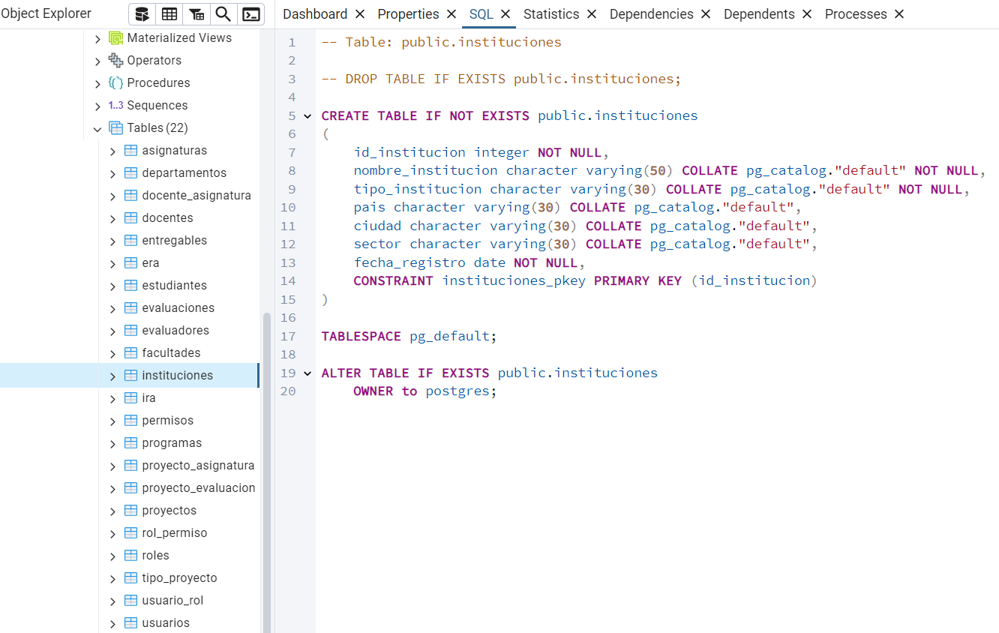 Object Explorer
Dashboard Properties SQL Statistics Dependencies Dependents Processes
Materialized Views
Operators
Procedures
1..3 Sequences
Tables (22)
asignaturas
departamentos
docente_asignatura
docentes
entregables
era
estudiantes
evaluaciones
evaluadores
facultades
instituciones
ira
permisos
programas
proyecto_asignatura
proyecto_evaluacion
proyectos
rol_permiso
roles
tipo_proyecto
usuario_rol
usuarios
1 -- Table: public.instituciones
2
3 -- DROP TABLE IF EXISTS public.instituciones;
4
5 CREATE TABLE IF NOT EXISTS public.instituciones
6 (
7 id_institucion integer NOT NULL,
8 nombre_institucion character varying(50) COLLATE pg_catalog."default" NOT NULL,
9 tipo_institucion character varying(30) COLLATE pg_catalog."default" NOT NULL,
10 pais character varying(30) COLLATE pg_catalog."default",
11 ciudad character varying(30) COLLATE pg_catalog."default",
12 sector character varying(30) COLLATE pg_catalog."default",
13 fecha_registro date NOT NULL,
14 CONSTRAINT instituciones_pkey PRIMARY KEY (id_institucion)
15 )
16
17 TABLESPACE pg_default;
18
19 ALTER TABLE IF EXISTS public.instituciones
20 OWNER to postgres;